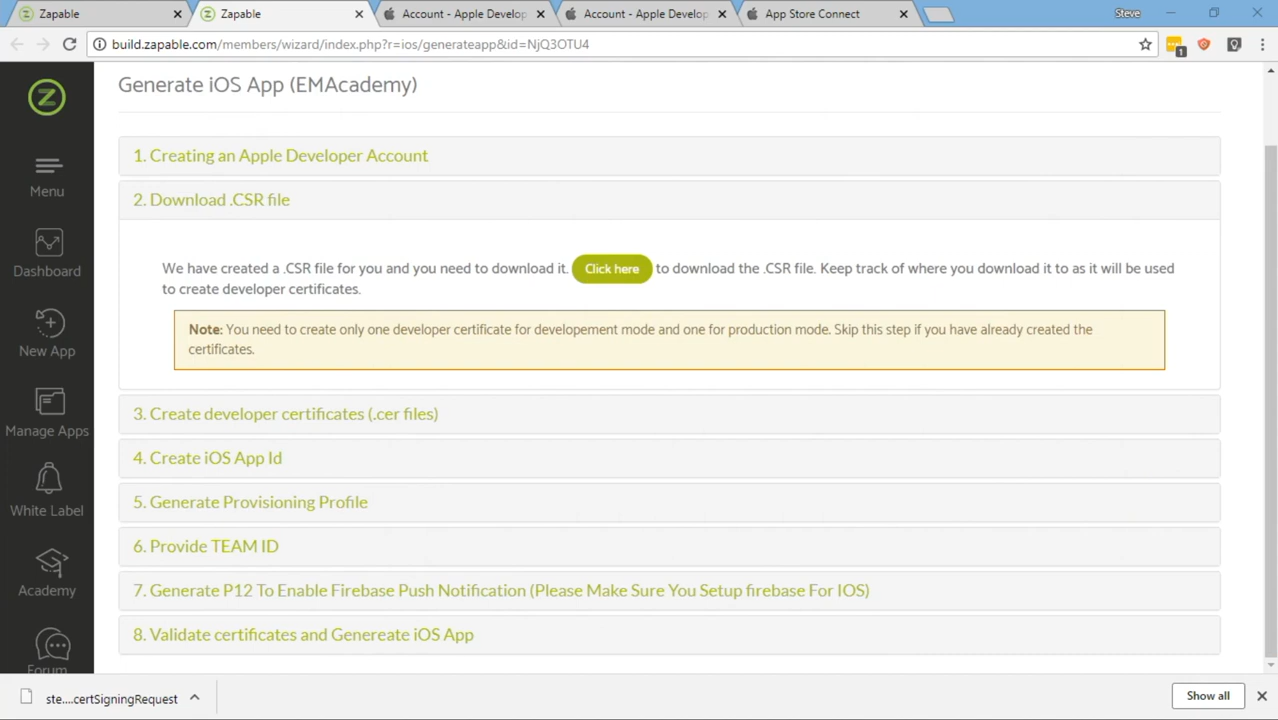 Zapable
Zapable
Account - Apple Develop
Account - Apple Develop
App Store Connect
Steve
build.zapable.com/members/wizard/index.php?r=ios/generateapp&id=NjQ3OTU4
1
Generate iOS App (EMAcademy)
1. Creating an Apple Developer Account
2. Download .CSR file
We have created a .CSR file for you and you need to download it. Click here to download the .CSR file. Keep track of where you download it to as it will be used
to create developer certificates.
Note: You need to create only one developer certificate for developement mode and one for production mode. Skip this step if you have already created the
certificates.
3. Create developer certificates (.cer files)
4. Create iOS App Id
5. Generate Provisioning Profile
6. Provide TEAM ID
7. Generate P12 To Enable Firebase Push Notification (Please Make Sure You Setup firebase For IOS)
8. Validate certificates and Genereate iOS App
Menu
Dashboard
New App
Manage Apps
White Label
Academy
Forum
ste....certSigningRequest
Show all